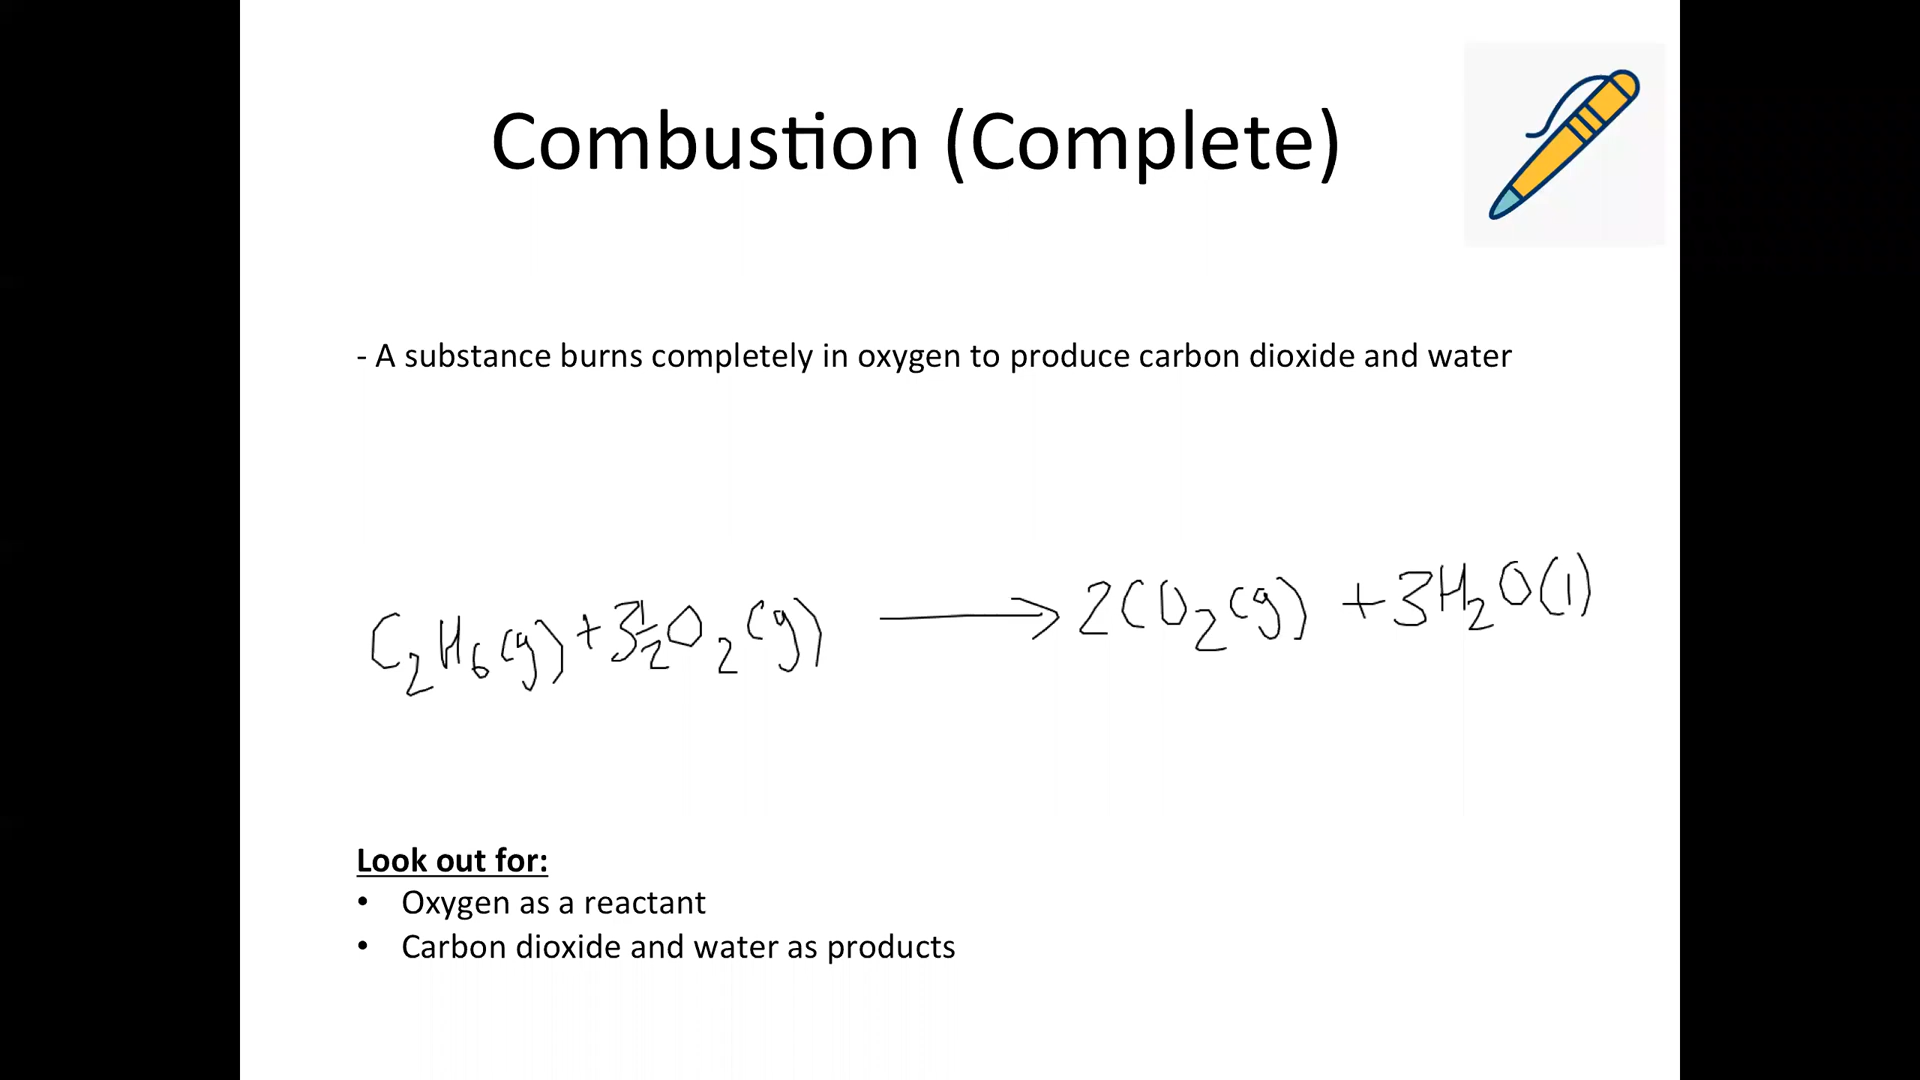 Combustion (Complete)
- A substance burns completely in oxygen to produce carbon dioxide and water
C₂H₆(g) + 3½O₂(g) ⟶ 2CO₂(g) + 3H₂O(l)
Look out for:
• Oxygen as a reactant
• Carbon dioxide and water as products